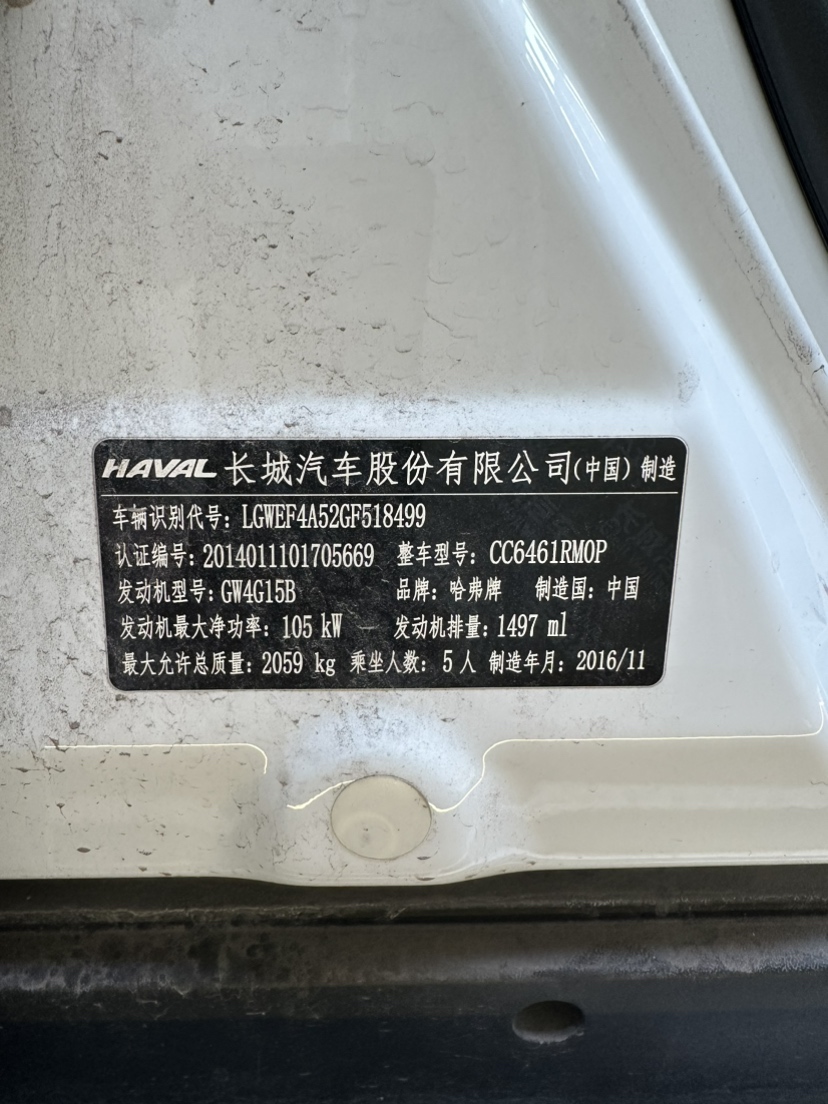 HAVAL 长城汽车股份有限公司(中国)制造
车辆识别代号: LGWEF4A52GF518499
认证编号: 2014011101705669 整车型号: CC6461RM0P
发动机型号: GW4G15B 品牌: 哈弗牌 制造国: 中国
发动机最大净功率: 105 kW 发动机排量: 1497 ml
最大允许总质量: 2059 kg 乘坐人数: 5 人 制造年月: 2016/11